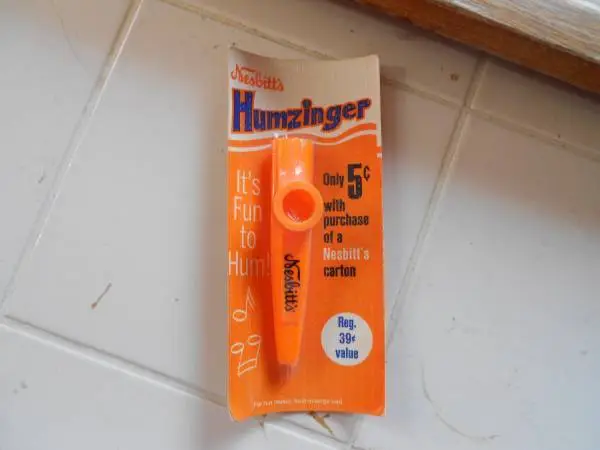 Nesbitt's
Humzinger
It's
Fun
to
Hum!
Only 5¢
with
purchase
of a
Nesbitt's
carton
Nesbitt's
Reg.
39¢
value